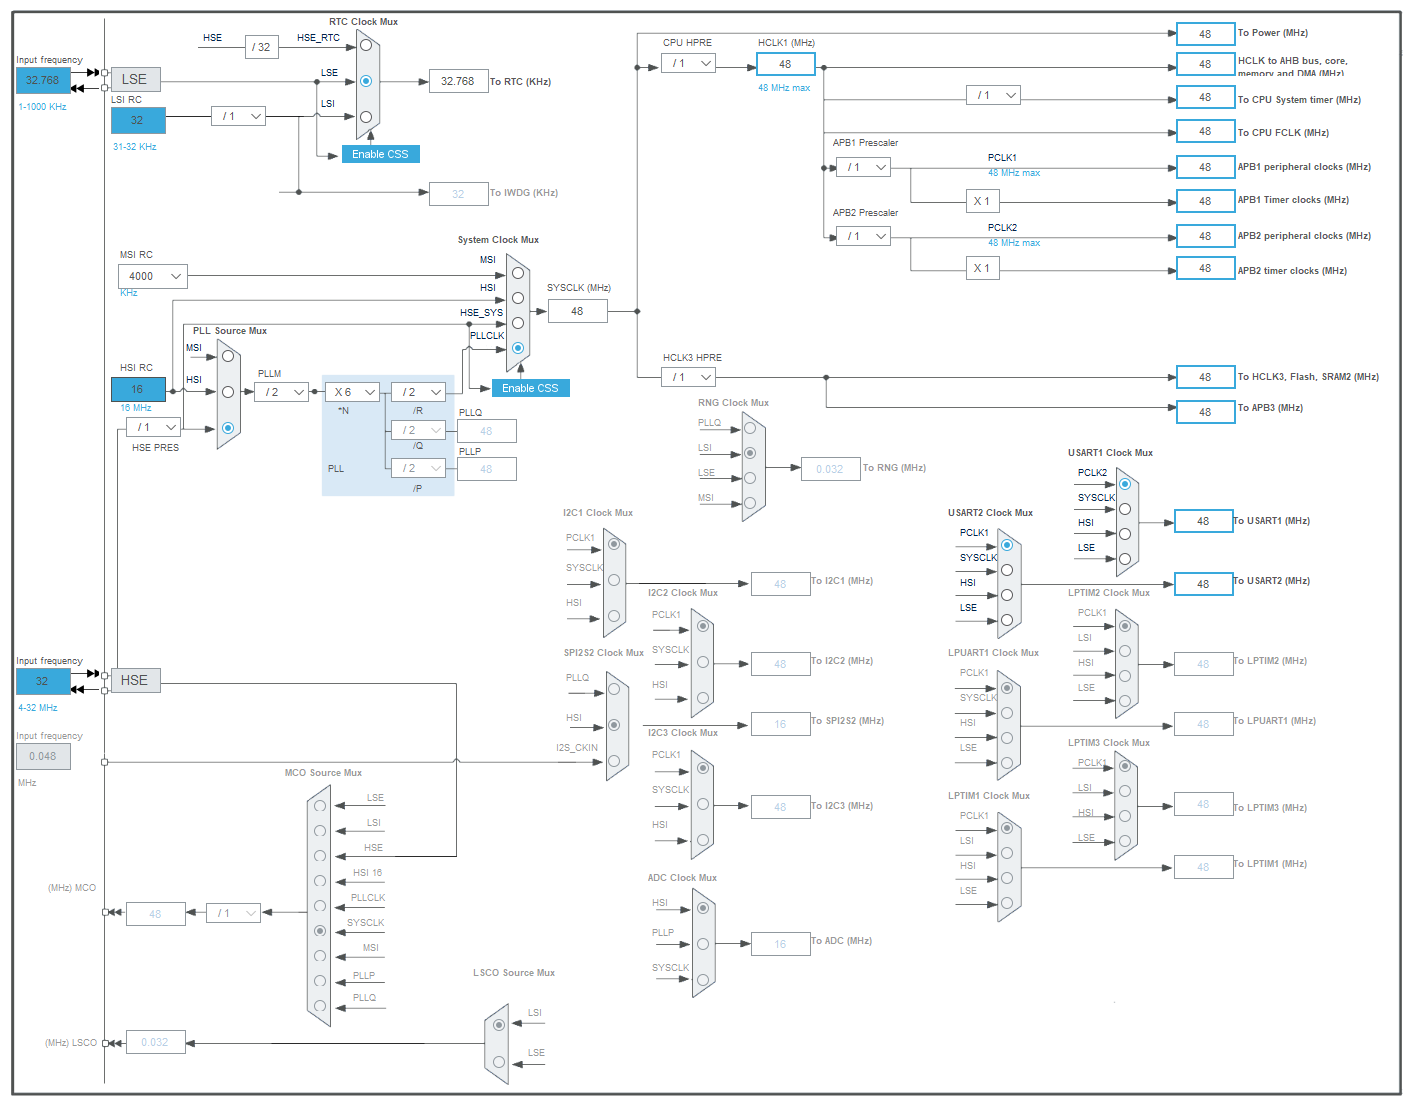 RTC Clock Mux
HSE
/ 32
HSE_RTC
Input frequency
32.768
1-1000 KHz
LSE
LSE
32.768
To RTC (KHz)
LSI RC
32
31-32 KHz
/ 1
LSI
Enable CSS
32
To IWDG (KHz)
CPU HPRE
/ 1
HCLK1 (MHz)
48
48 MHz max
48
To Power (MHz)
48
HCLK to AHB bus, core,
memory and DMA (MHz)
/ 1
48
To CPU System timer (MHz)
48
To CPU FCLK (MHz)
APB1 Prescaler
/ 1
PCLK1
48 MHz max
48
APB1 peripheral clocks (MHz)
X 1
48
APB1 Timer clocks (MHz)
APB2 Prescaler
/ 1
PCLK2
48 MHz max
48
APB2 peripheral clocks (MHz)
X 1
48
APB2 timer clocks (MHz)
System Clock Mux
MSI RC
4000
KHz
MSI
HSI
HSE_SYS
PLLCLK
SYSCLK (MHz)
48
Enable CSS
PLL Source Mux
MSI
HSI
HSI RC
16
16 MHz
/ 1
HSE PRES
PLLM
/ 2
X 6
*N
/ 2
/R
/ 2
/Q
/ 2
/P
PLL
PLLQ
48
PLLP
48
HCLK3 HPRE
/ 1
48
To HCLK3, Flash, SRAM2 (MHz)
48
To APB3 (MHz)
RNG Clock Mux
PLLQ
LSI
LSE
MSI
0.032
To RNG (MHz)
USART1 Clock Mux
PCLK2
SYSCLK
HSI
LSE
48
To USART1 (MHz)
USART2 Clock Mux
PCLK1
SYSCLK
HSI
LSE
48
To USART2 (MHz)
I2C1 Clock Mux
PCLK1
SYSCLK
HSI
48
To I2C1 (MHz)
I2C2 Clock Mux
PCLK1
SYSCLK
HSI
48
To I2C2 (MHz)
LPTIM2 Clock Mux
PCLK1
LSI
HSI
LSE
48
To LPTIM2 (MHz)
SPI2S2 Clock Mux
PLLQ
HSI
I2S_CKIN
16
To SPI2S2 (MHz)
LPUART1 Clock Mux
PCLK1
SYSCLK
HSI
LSE
48
To LPUART1 (MHz)
Input frequency
32
4-32 MHz
HSE
Input frequency
0.048
MHz
I2C3 Clock Mux
PCLK1
SYSCLK
HSI
48
To I2C3 (MHz)
LPTIM3 Clock Mux
PCLK1
LSI
HSI
LSE
48
To LPTIM3 (MHz)
LPTIM1 Clock Mux
PCLK1
LSI
HSI
LSE
48
To LPTIM1 (MHz)
MCO Source Mux
LSE
LSI
HSE
HSI 16
PLLCLK
SYSCLK
MSI
PLLP
PLLQ
(MHz) MCO
48
/ 1
ADC Clock Mux
HSI
PLLP
SYSCLK
16
To ADC (MHz)
LSCO Source Mux
LSI
LSE
(MHz) LSCO
0.032